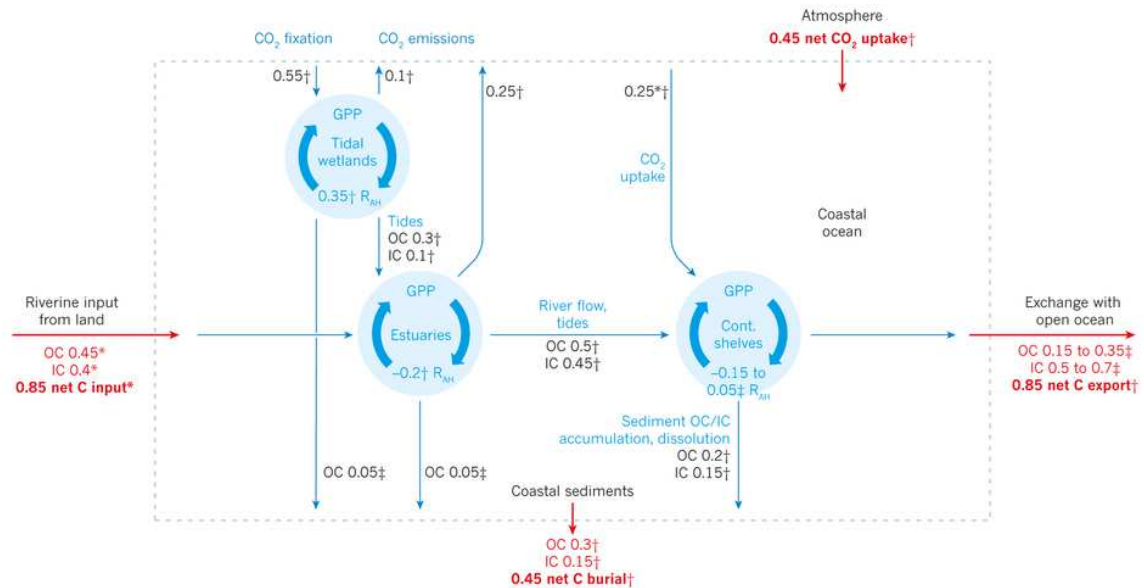 Atmosphere
0.45 net CO₂ uptake†
CO₂ fixation
CO₂ emissions
0.55†
0.1†
0.25†
0.25*†
GPP
Tidal
wetlands
0.35† R_AH
CO₂
uptake
Tides
OC 0.3†
IC 0.1†
Coastal
ocean
Riverine input
from land
OC 0.45*
IC 0.4*
0.85 net C input*
GPP
Estuaries
–0.2† R_AH
River flow,
tides
OC 0.5†
IC 0.45†
GPP
Cont.
shelves
–0.15 to
0.05‡ R_AH
Exchange with
open ocean
OC 0.15 to 0.35‡
IC 0.5 to 0.7‡
0.85 net C export†
Sediment OC/IC
accumulation, dissolution
OC 0.2†
IC 0.15†
OC 0.05‡
OC 0.05‡
Coastal sediments
OC 0.3†
IC 0.15†
0.45 net C burial†